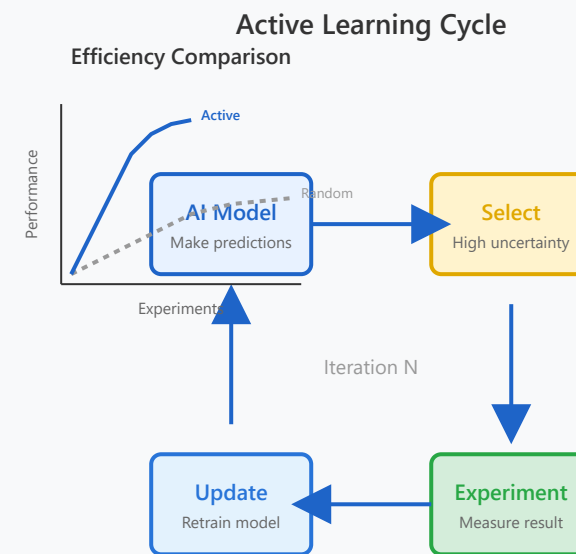 Active Learning Cycle
Efficiency Comparison
Active
Performance
Random
AI Model
Make predictions
Select
High uncertainty
Experiments
Iteration N
Update
Retrain model
Experiment
Measure result